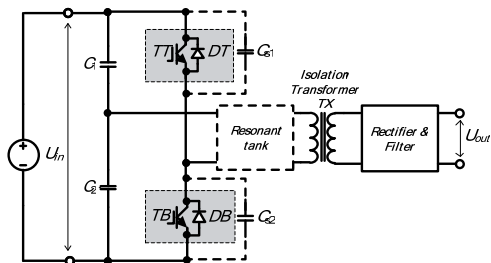 TT
DT
Cs1
C1
Isolation
Transformer
TX
Resonant
tank
Rectifier &
Filter
Uout
Uin
C2
TB
DB
Cs2